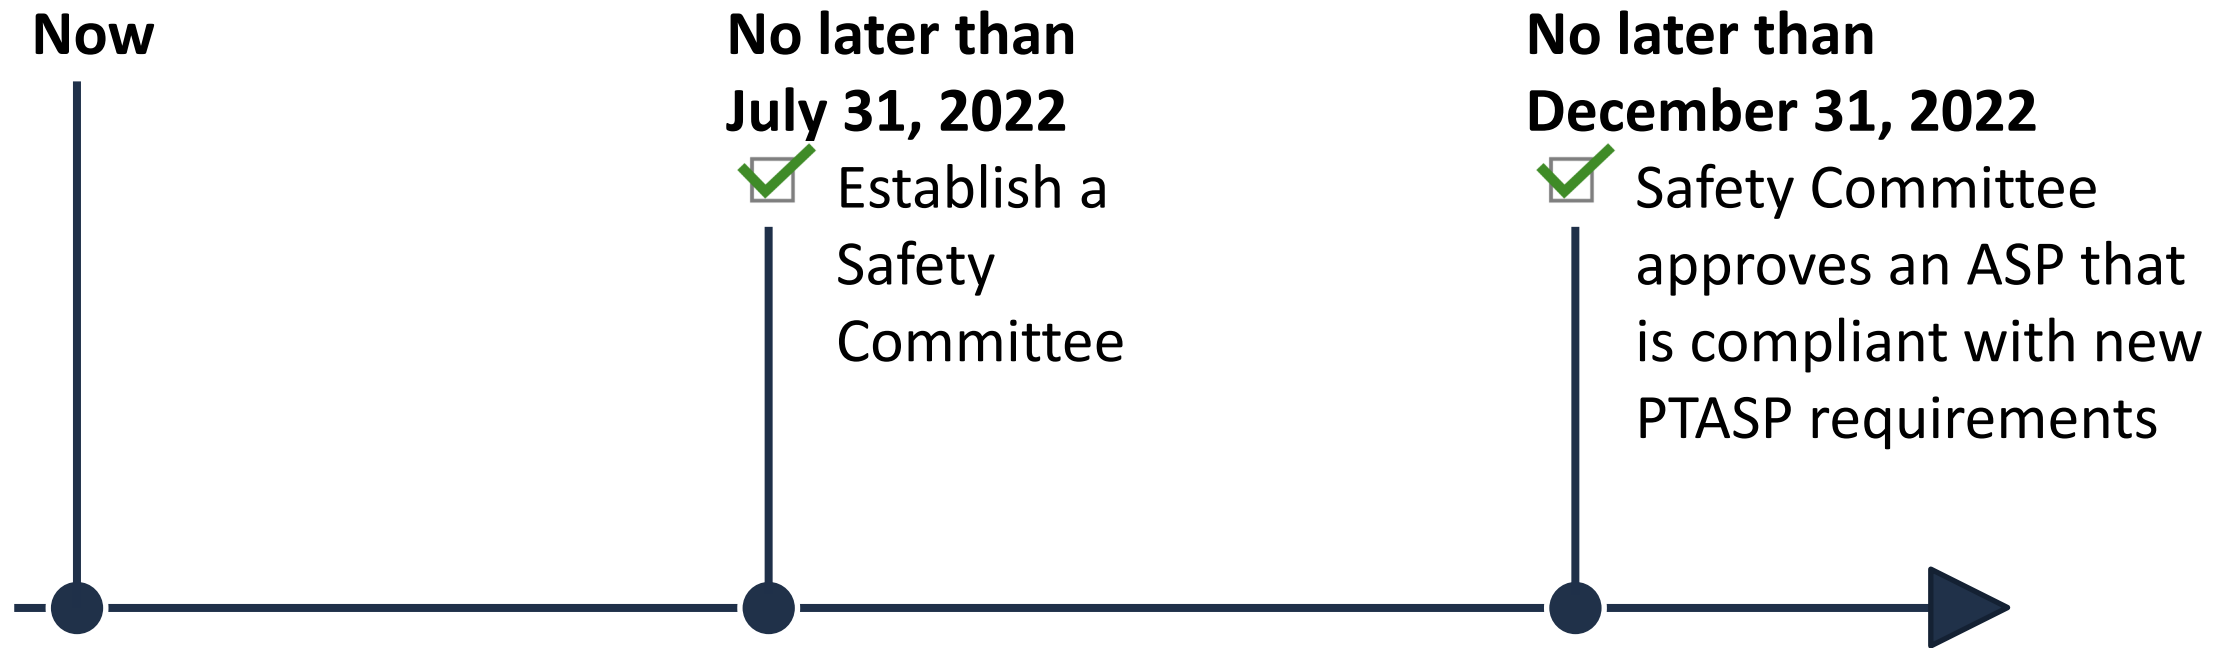 Now
No later than
July 31, 2022
Establish a
Safety
Committee
No later than
December 31, 2022
Safety Committee
approves an ASP that
is compliant with new
PTASP requirements